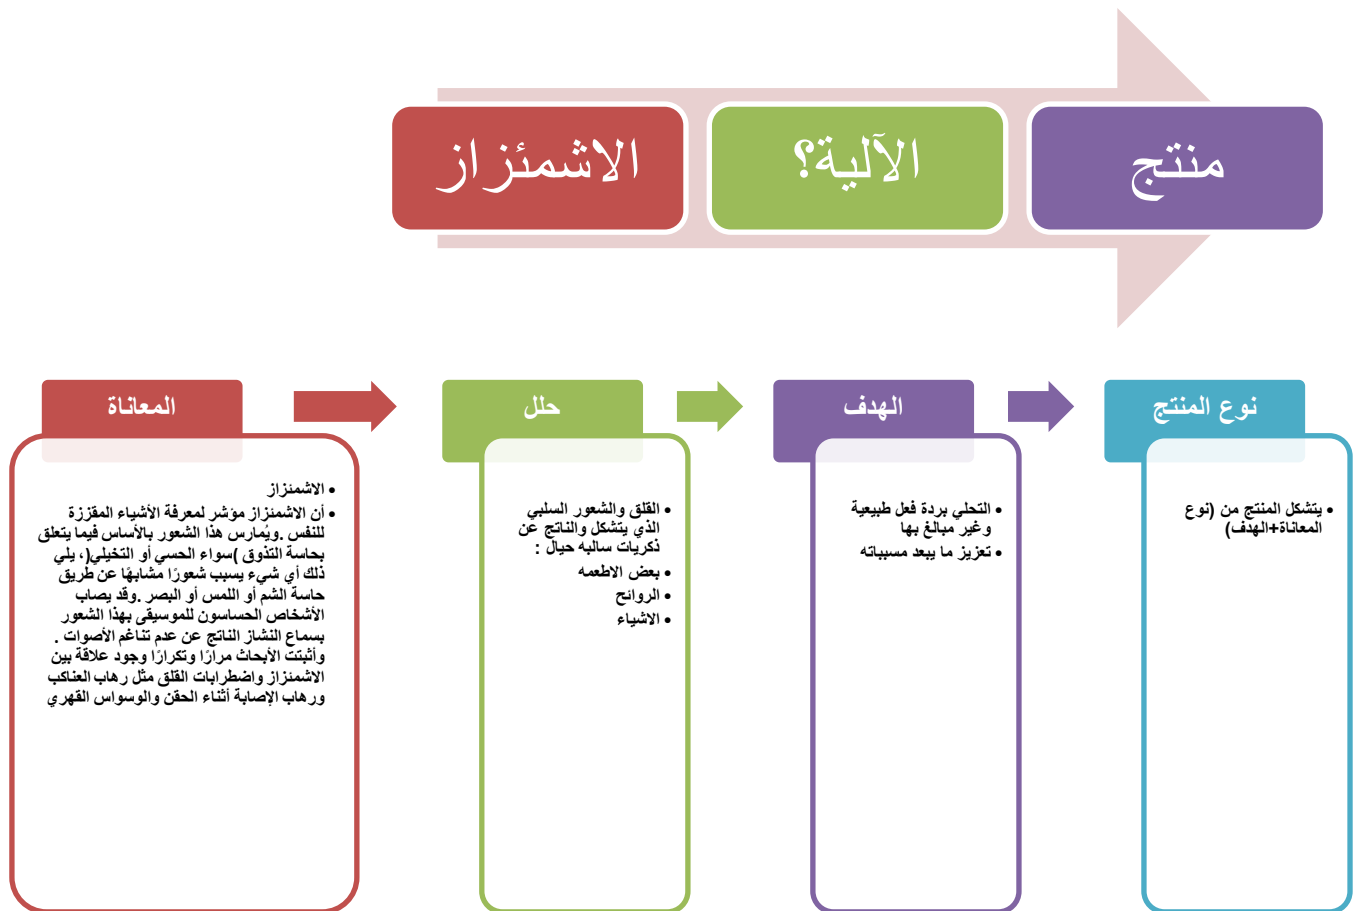 الاشمئزاز
الآلية؟
منتج
المعاناة
• الاشمئزاز
• أن الاشمئزاز مؤشر لمعرفة الأشياء المقززة
للنفس .ويُمارس هذا الشعور بالأساس فيما يتعلق
بحاسة التذوق )سواء الحسي أو التخيلي(، يلي
ذلك أي شيء يسبب شعورًا مشابهًا عن طريق
حاسة الشم أو اللمس أو البصر .وقد يصاب
الأشخاص الحساسون للموسيقى بهذا الشعور
بسماع النشاز الناتج عن عدم تناغم الأصوات .
وأثبتت الأبحاث مرارًا وتكرارًا وجود علاقة بين
الاشمئزاز واضطرابات القلق مثل رهاب العناكب
ورهاب الإصابة أثناء الحقن والوسواس القهري
حلل
• القلق والشعور السلبي
الذي يتشكل والناتج عن
ذكريات سالبه حيال :
• بعض الاطعمه
• الروائح
• الاشياء
الهدف
• التحلي بردة فعل طبيعية
وغير مبالغ بها
• تعزيز ما يبعد مسبباته
نوع المنتج
• يتشكل المنتج من (نوع
المعاناة+الهدف)